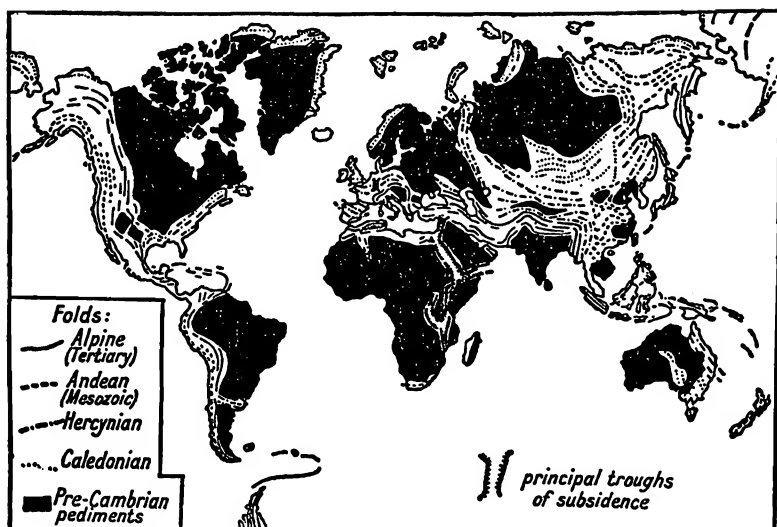 Folds:
Alpine
(Tertiary)
Andean
(Mesozoic)
Hercynian
Caledonian
Pre-Cambrian
pediments
principal troughs
of subsidence